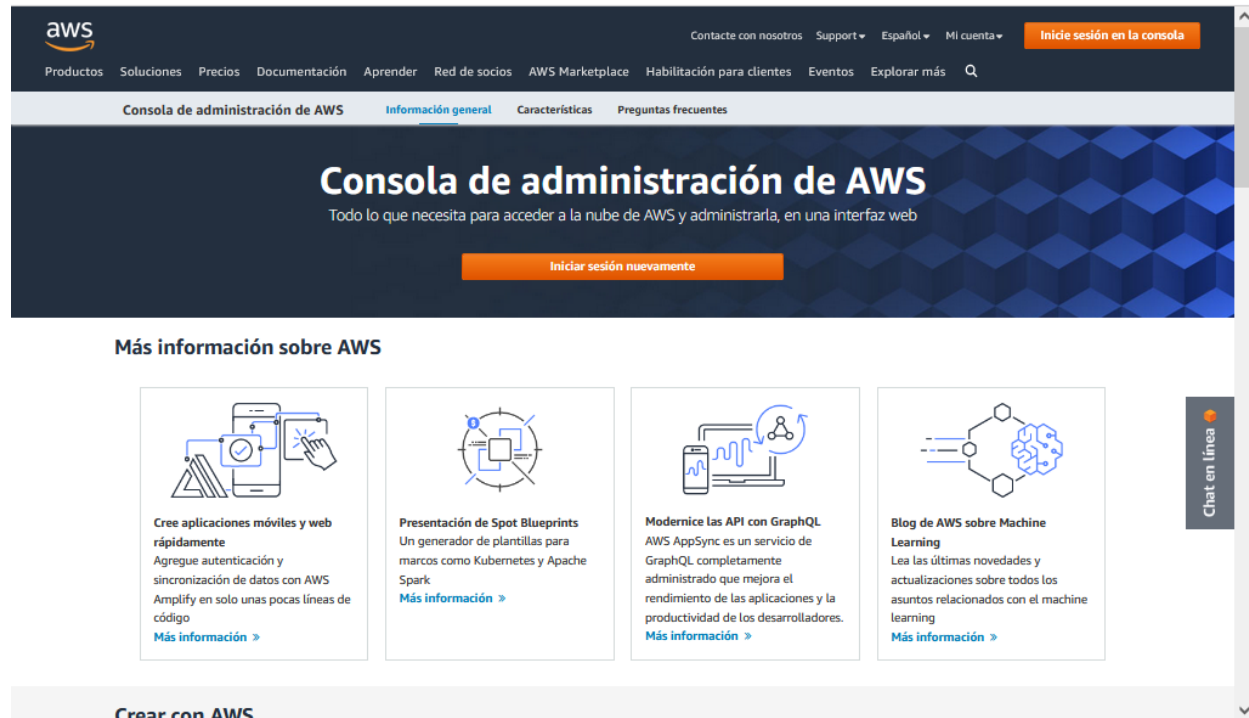 aws
Contacte con nosotros Support Español Mi cuenta Inicie sesión en la consola
Productos Soluciones Precios Documentación Aprender Red de socios AWS Marketplace Habilitación para clientes Eventos Explorar más
Consola de administración de AWS Información general Características Preguntas frecuentes
Consola de administración de AWS
Todo lo que necesita para acceder a la nube de AWS y administrarla, en una interfaz web
Iniciar sesión nuevamente
Más información sobre AWS
Cree aplicaciones móviles y web
rápidamente
Agregue autenticación y
sincronización de datos con AWS
Amplify en solo unas pocas líneas de
código
Más información »
Presentación de Spot Blueprints
Un generador de plantillas para
marcos como Kubernetes y Apache
Spark
Más información »
Modernice las API con GraphQL
AWS AppSync es un servicio de
GraphQL completamente
administrado que mejora el
rendimiento de las aplicaciones y la
productividad de los desarrolladores.
Más información »
Blog de AWS sobre Machine
Learning
Lea las últimas novedades y
actualizaciones sobre todos los
asuntos relacionados con el machine
learning
Más información »
Chat en línea
Crear con AWS